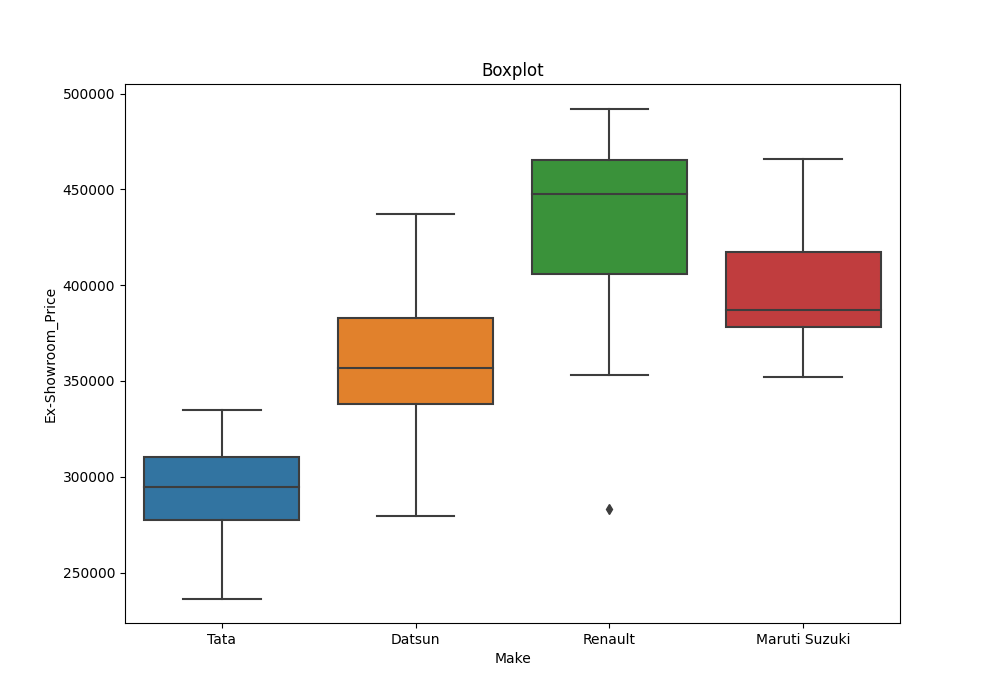 Boxplot
500000
450000
400000
350000
300000
250000
Ex-Showroom_Price
Tata
Datsun
Renault
Maruti Suzuki
Make